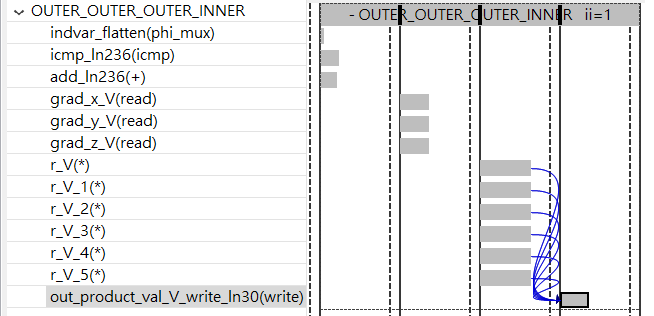 OUTER_OUTER_OUTER_INNER
- OUTER_OUTER_OUTER_INNER ii=1
indvar_flatten(phi_mux)
icmp_ln236(icmp)
add_ln236(+)
grad_x_V(read)
grad_y_V(read)
grad_z_V(read)
r_V(*)
r_V_1(*)
r_V_2(*)
r_V_3(*)
r_V_4(*)
r_V_5(*)
out_product_val_V_write_ln30(write)